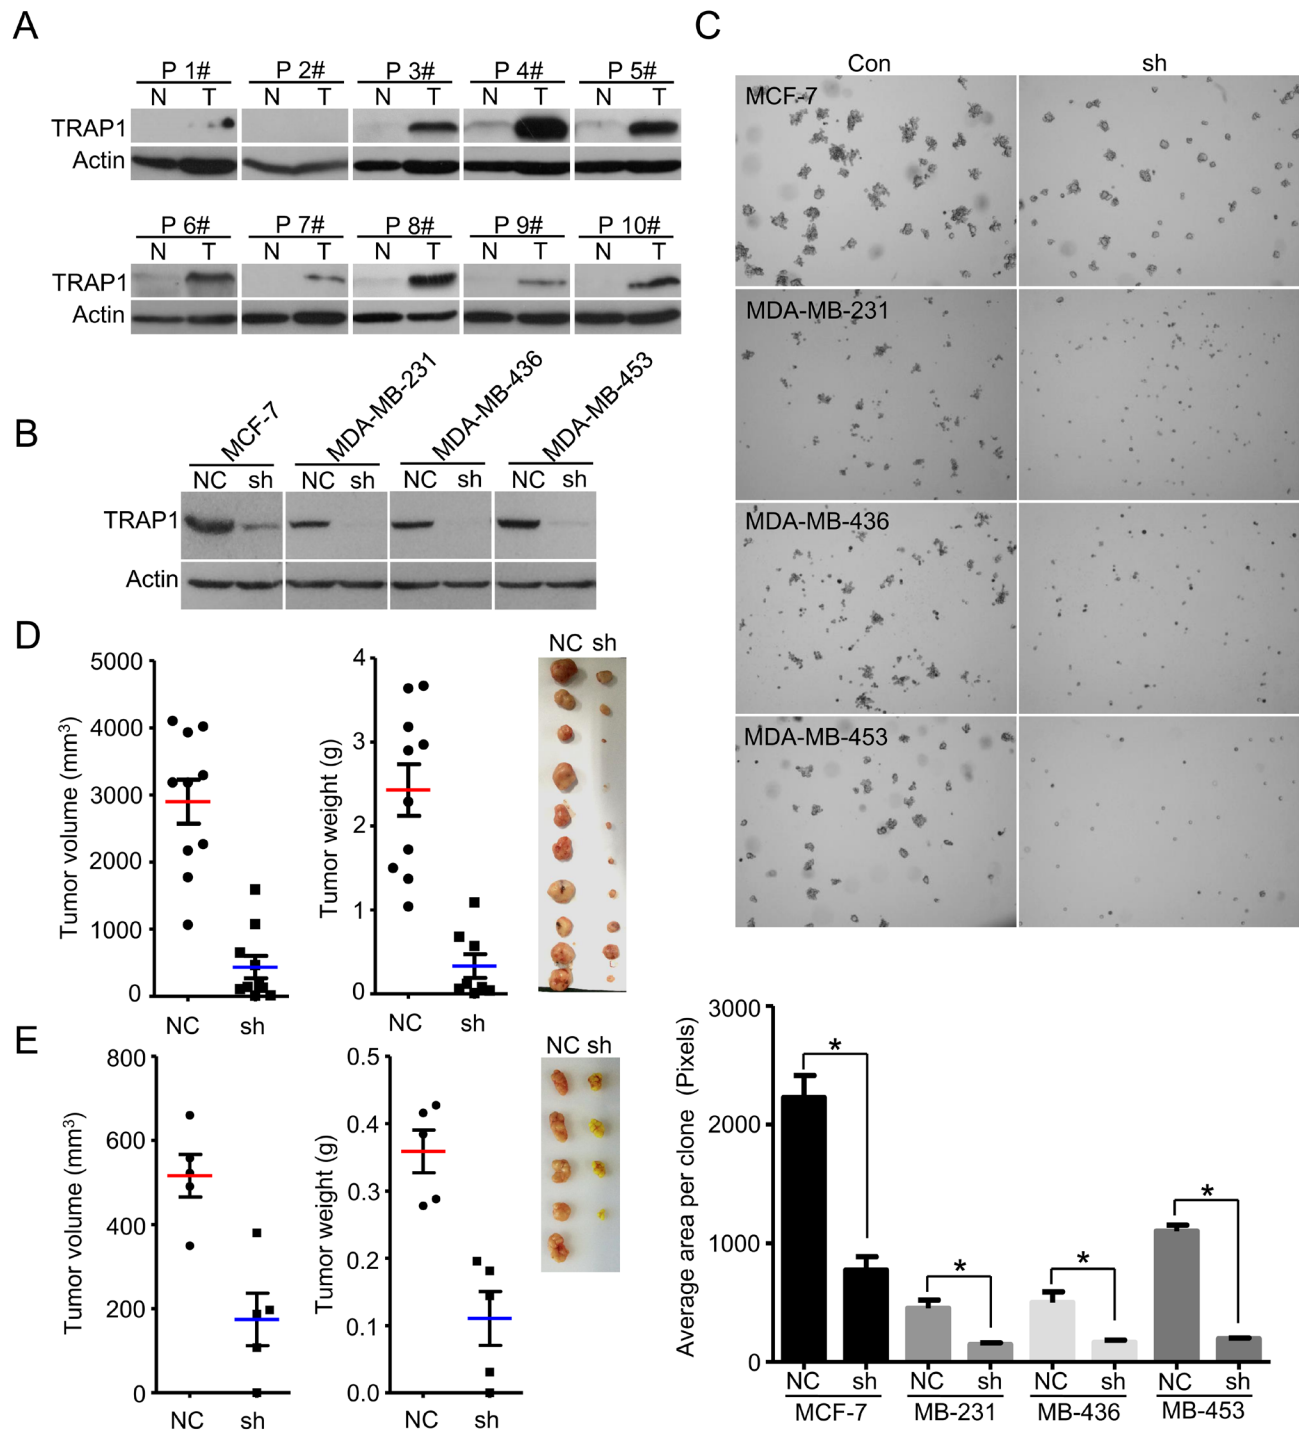 A
P 1# P 2# P 3# P 4# P 5#
N T N T N T N T N T
TRAP1
Actin
P 6# P 7# P 8# P 9# P 10#
N T N T N T N T N T
TRAP1
Actin
B
MCF-7 MDA-MB-231 MDA-MB-436 MDA-MB-453
NC sh NC sh NC sh NC sh
TRAP1
Actin
C
Con sh
MCF-7
MDA-MB-231
MDA-MB-436
MDA-MB-453
Average area per clone (Pixels)
3000
2000
1000
0
* * * *
NC sh NC sh NC sh NC sh
MCF-7 MB-231 MB-436 MB-453
D
Tumor volume (mm³)
5000
4000
3000
2000
1000
0
NC sh
Tumor weight (g)
4
3
2
1
0
NC sh
NC sh
E
Tumor volume (mm³)
800
600
400
200
0
NC sh
Tumor weight (g)
0.5
0.4
0.3
0.2
0.1
0.0
NC sh
NC sh